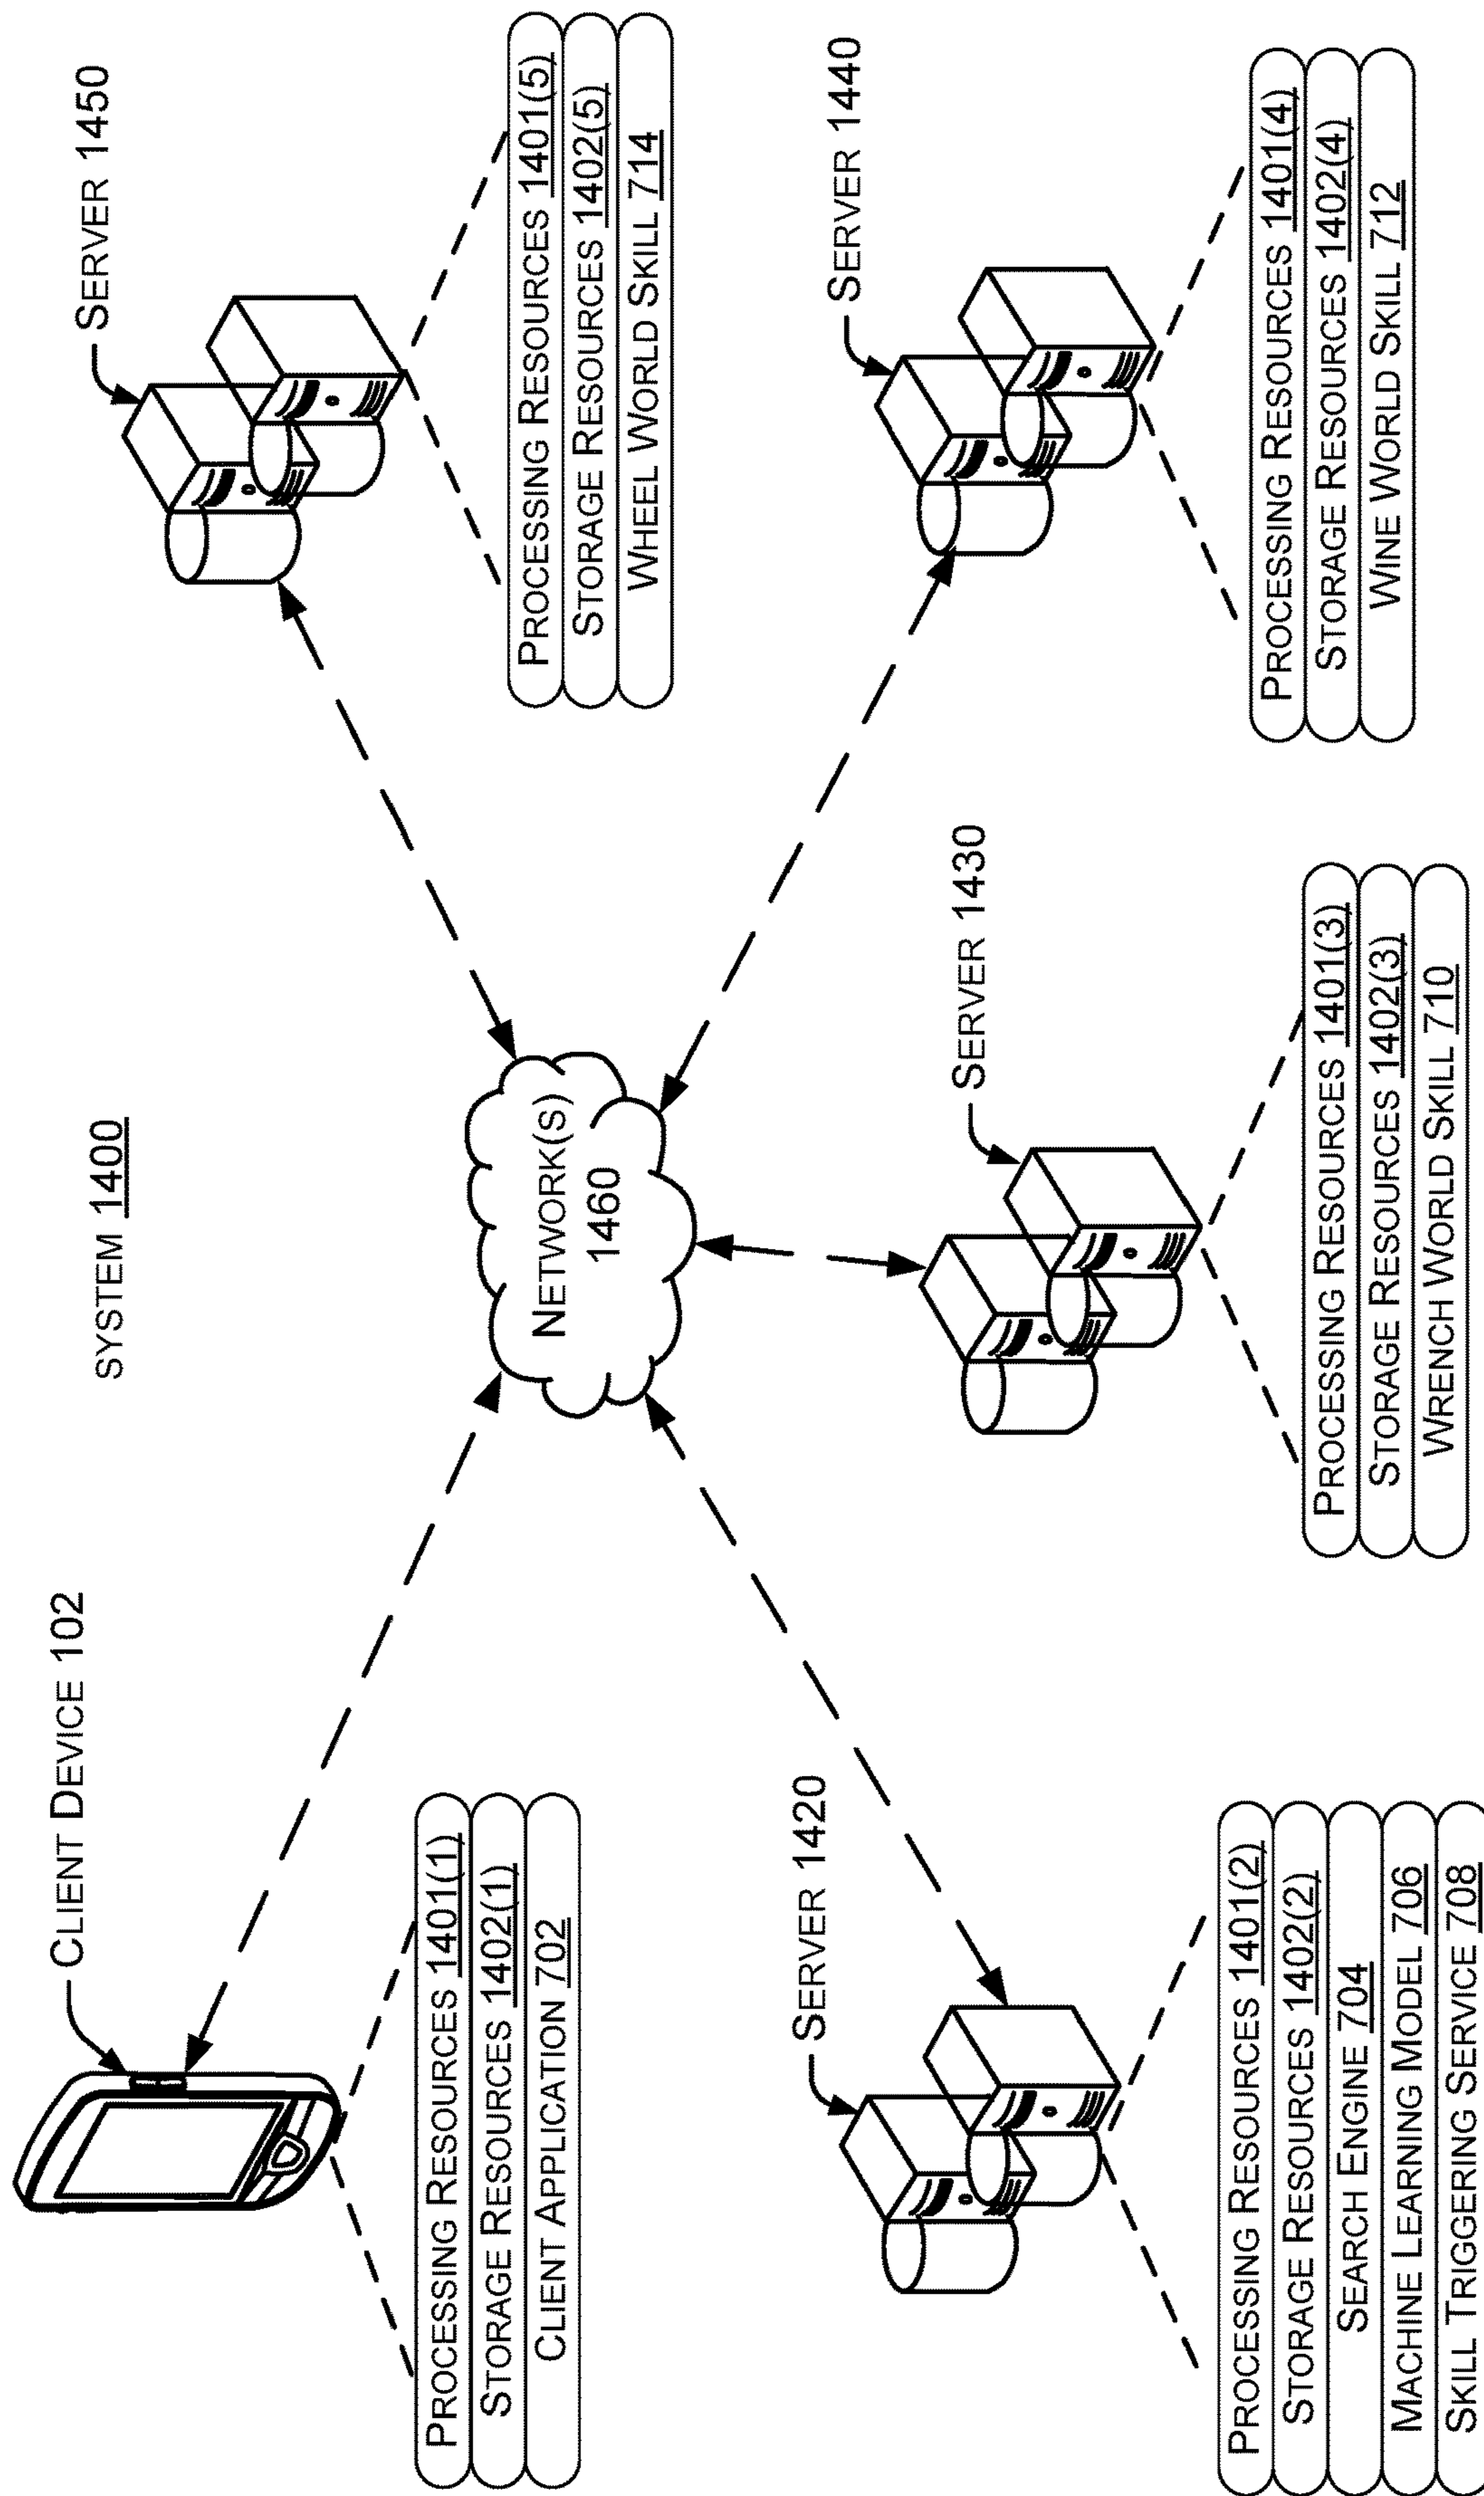 SYSTEM 1400
CLIENT DEVICE 102
PROCESSING RESOURCES 1401(1)
STORAGE RESOURCES 1402(1)
CLIENT APPLICATION 702
NETWORK(S)
1460
SERVER 1450
PROCESSING RESOURCES 1401(5)
STORAGE RESOURCES 1402(5)
WHEEL WORLD SKILL 714
SERVER 1420
PROCESSING RESOURCES 1401(2)
STORAGE RESOURCES 1402(2)
SEARCH ENGINE 704
MACHINE LEARNING MODEL 706
SKILL TRIGGERING SERVICE 708
SERVER 1430
PROCESSING RESOURCES 1401(3)
STORAGE RESOURCES 1402(3)
WRENCH WORLD SKILL 710
SERVER 1440
PROCESSING RESOURCES 1401(4)
STORAGE RESOURCES 1402(4)
WINE WORLD SKILL 712